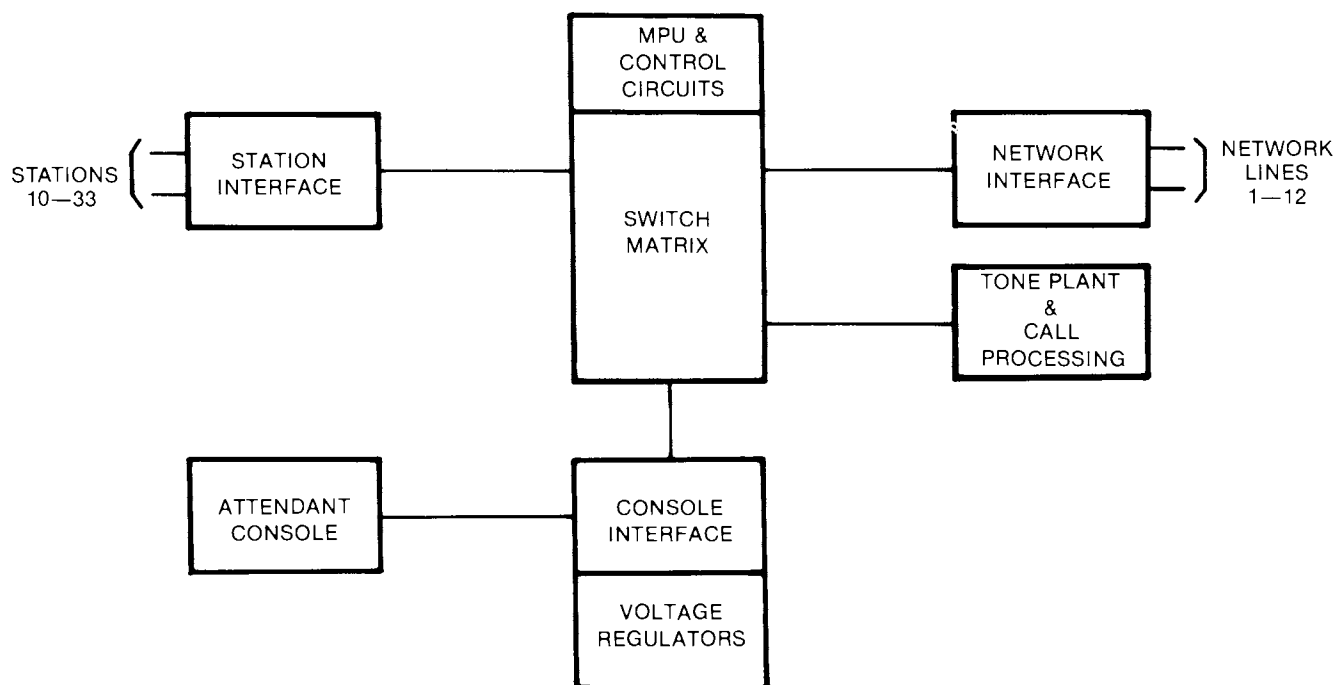 MPU &
CONTROL
CIRCUITS
STATIONS
10—33
STATION
INTERFACE
SWITCH
MATRIX
NETWORK
INTERFACE
NETWORK
LINES
1—12
TONE PLANT
&
CALL
PROCESSING
ATTENDANT
CONSOLE
CONSOLE
INTERFACE
VOLTAGE
REGULATORS